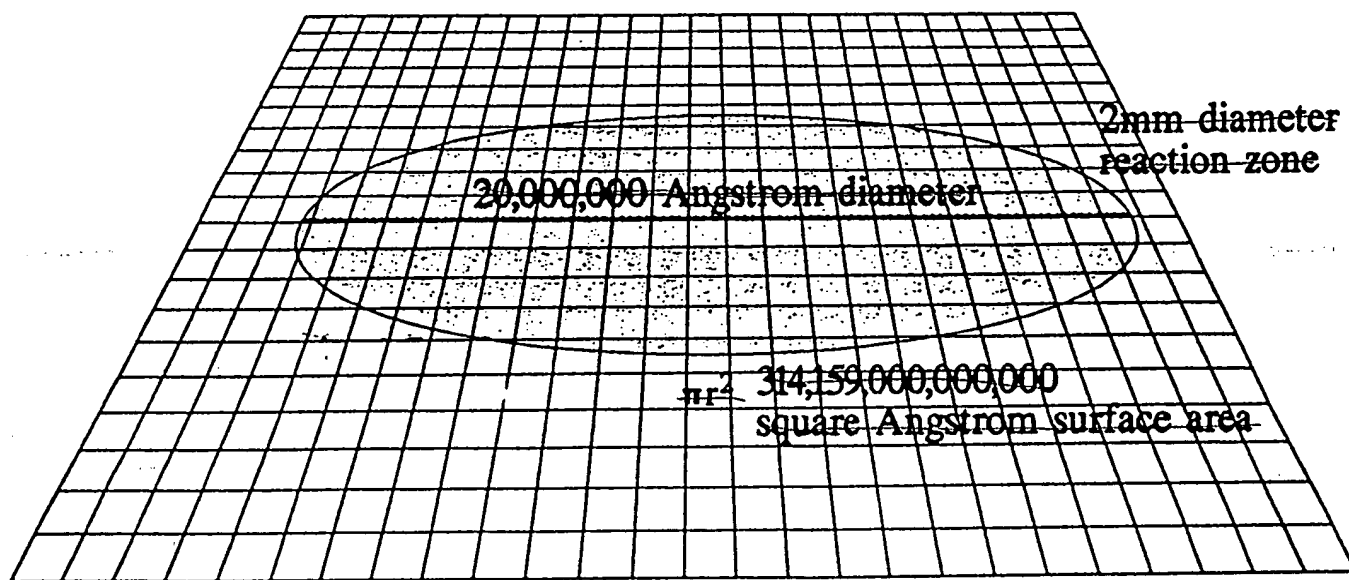 2mm diameter
reaction zone
20,000,000 Angstrom diameter
πr² 314,159,000,000,000
square Angstrom surface area